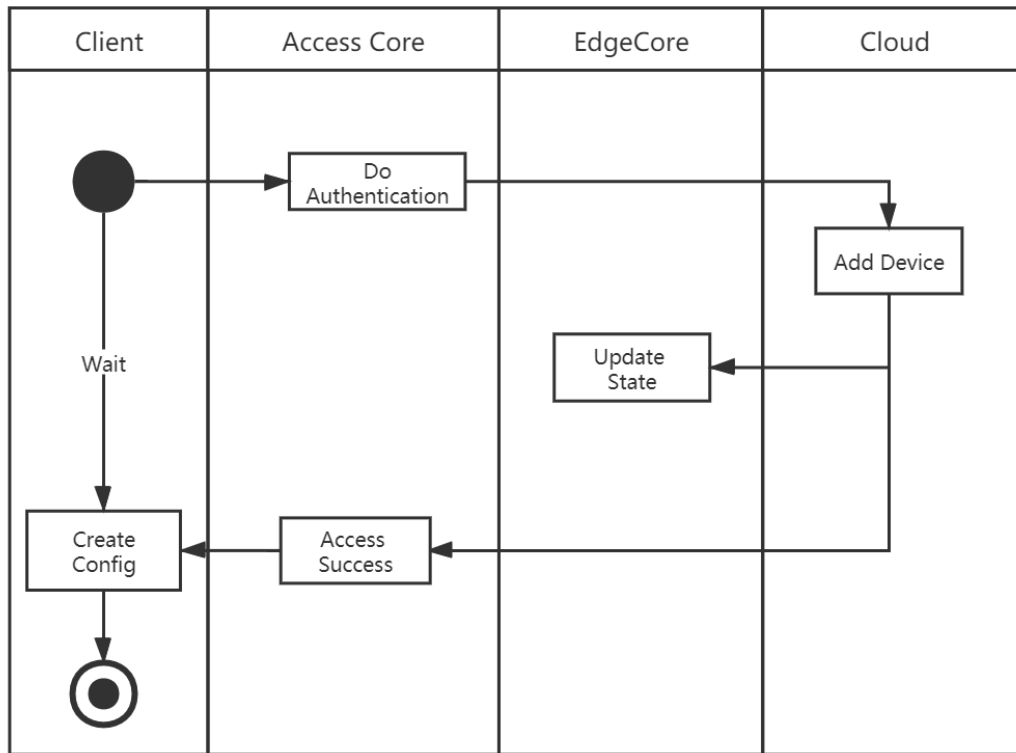 Client
Access Core
EdgeCore
Cloud
Do
Authentication
Add Device
Update
State
Wait
Create
Config
Access
Success